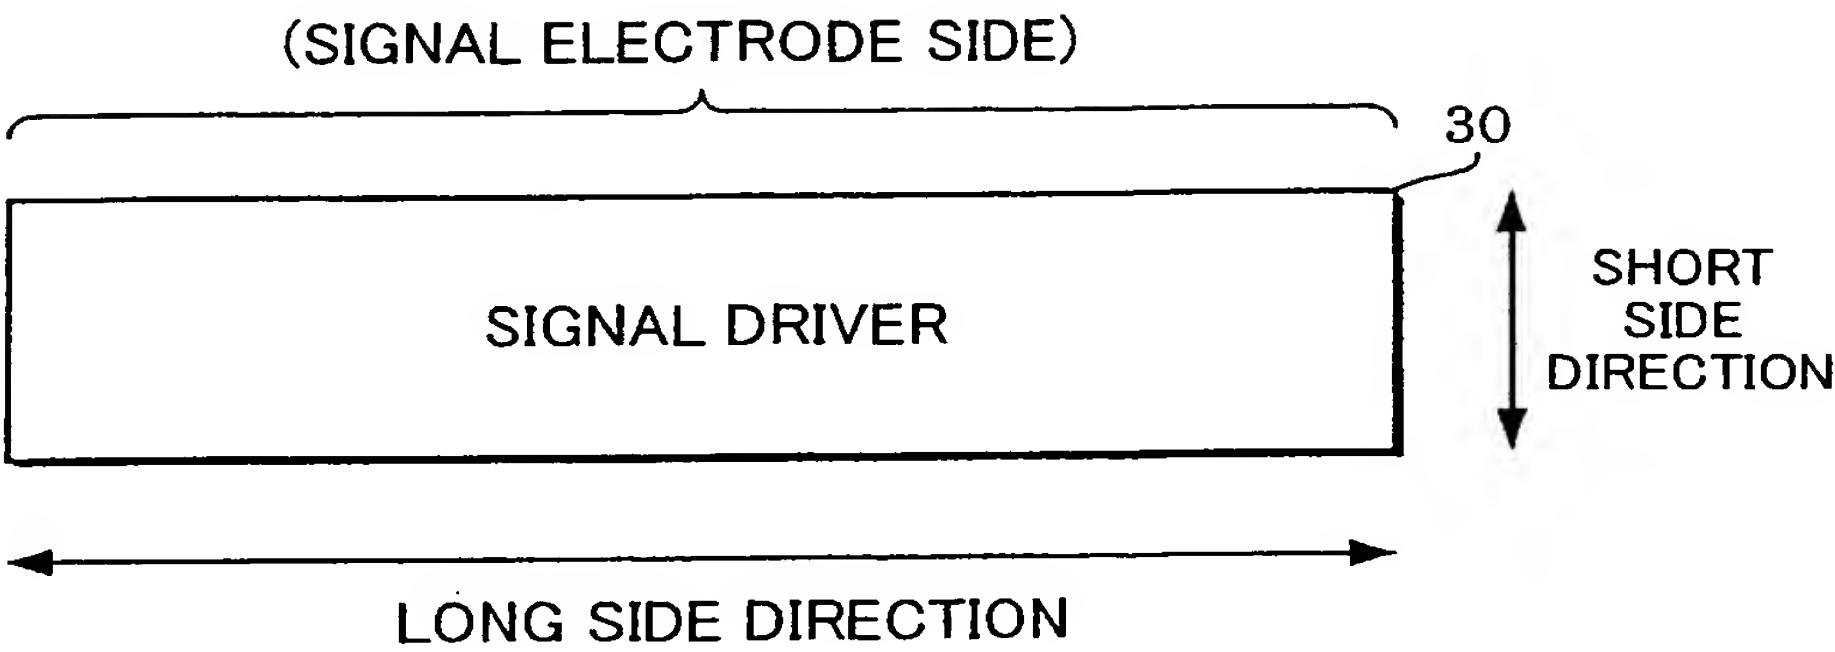 (SIGNAL ELECTRODE SIDE)
30
SIGNAL DRIVER
SHORT
SIDE
DIRECTION
LONG SIDE DIRECTION